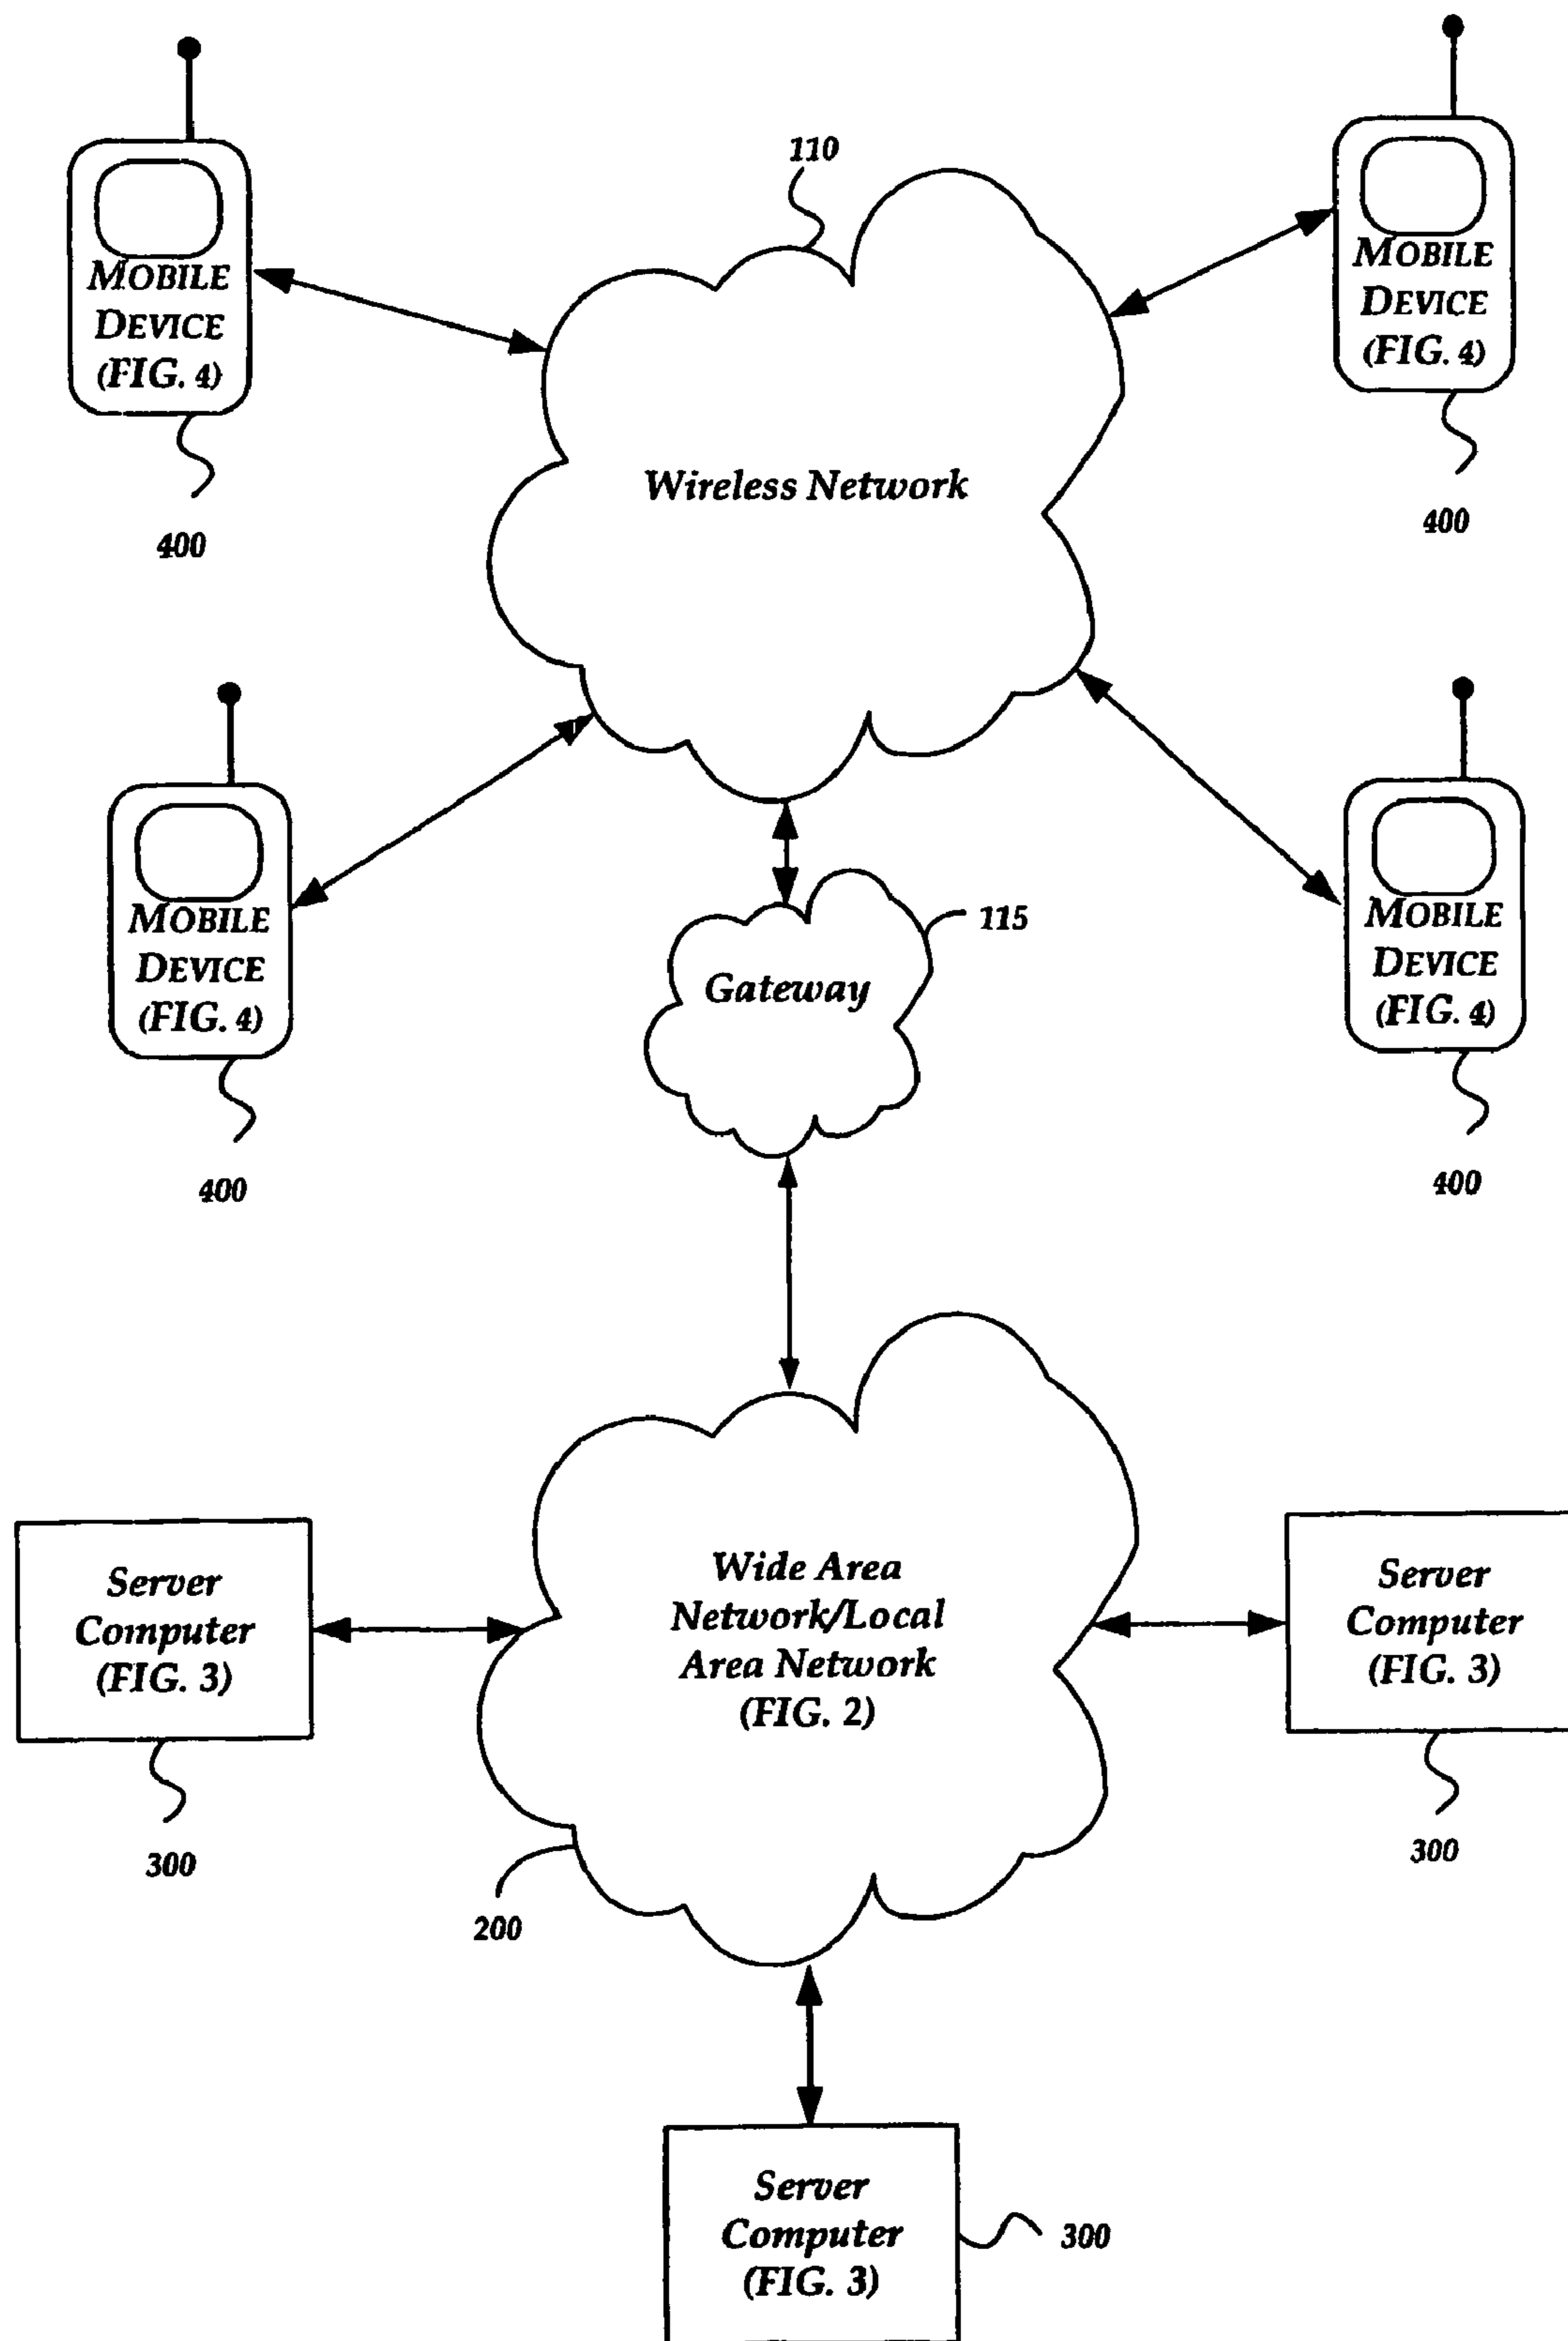 110
MOBILE
DEVICE
(FIG. 4)
400
MOBILE
DEVICE
(FIG. 4)
400
Wireless Network
MOBILE
DEVICE
(FIG. 4)
400
MOBILE
DEVICE
(FIG. 4)
400
115
Gateway
Server
Computer
(FIG. 3)
300
Wide Area
Network/Local
Area Network
(FIG. 2)
200
Server
Computer
(FIG. 3)
300
Server
Computer
(FIG. 3)
300